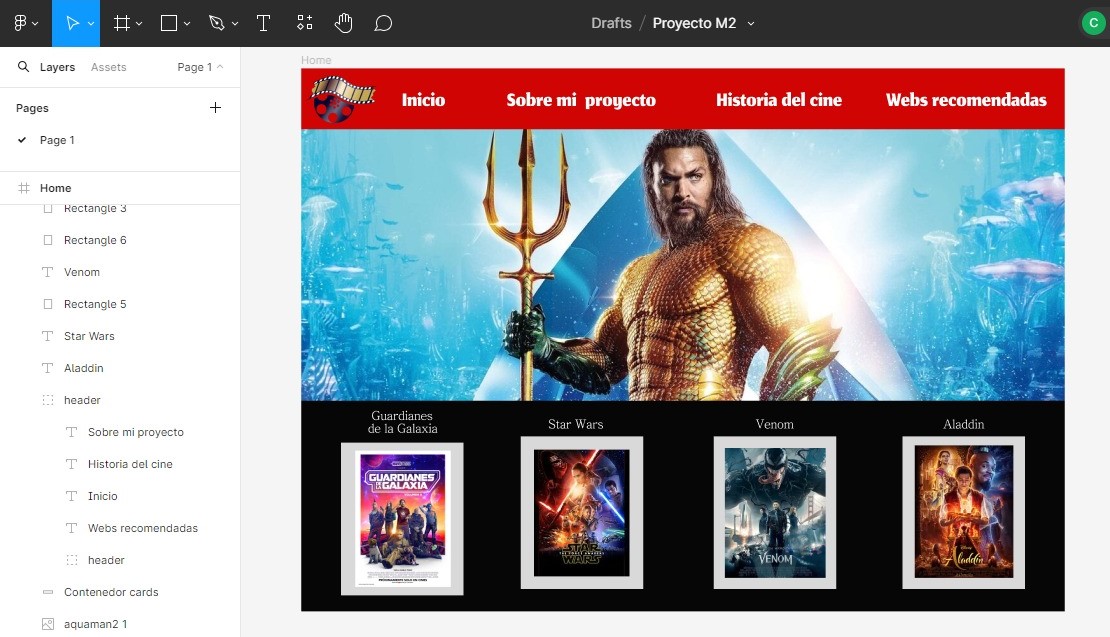 Drafts / Proyecto M2
C
Layers Assets Page 1
Pages
Page 1
Home
Rectangle 3
Rectangle 6
Venom
Rectangle 5
Star Wars
Aladdin
header
Sobre mi proyecto
Historia del cine
Inicio
Webs recomendadas
header
Contenedor cards
aquaman2 1
Home
Inicio Sobre mi proyecto Historia del cine Webs recomendadas
Guardianes
de la Galaxia
Star Wars
Venom
Aladdin
GUARDIANES
DE LA GALAXIA
STAR
THE FORCE AWAKENS
WARS
VENOM
Aladdin